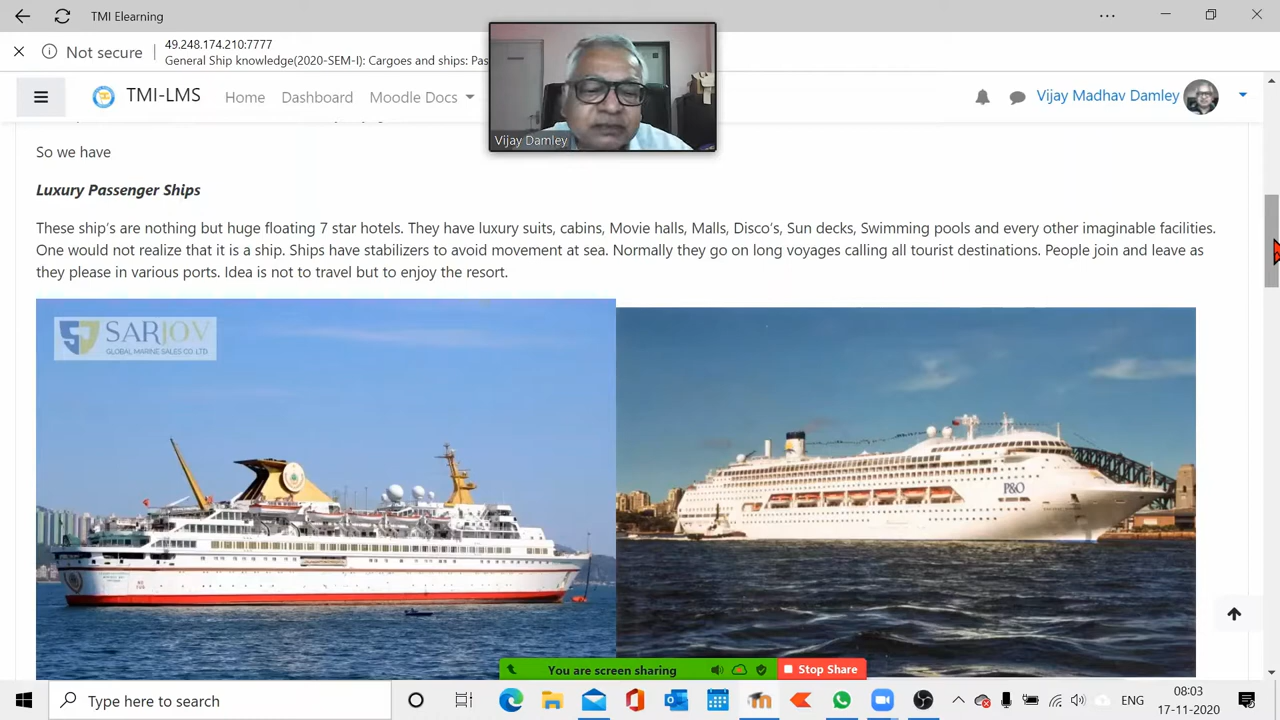 TMI Elearning
Not secure
49.248.174.210:7777
General Ship knowledge(2020-SEM-I): Cargoes and ships: Pas
TMI-LMS
Home
Dashboard
Moodle Docs
Vijay Madhav Damley
Vijay Damley
So we have
Luxury Passenger Ships
These ship's are nothing but huge floating 7 star hotels. They have luxury suits, cabins, Movie halls, Malls, Disco's, Sun decks, Swimming pools and every other imaginable facilities.
One would not realize that it is a ship. Ships have stabilizers to avoid movement at sea. Normally they go on long voyages calling all tourist destinations. People join and leave as
they please in various ports. Idea is not to travel but to enjoy the resort.
SARJOV
GLOBAL MARINE SALES CO LTD
P&O
You are screen sharing
Stop Share
Type here to search
ENG
08:03
17-11-2020